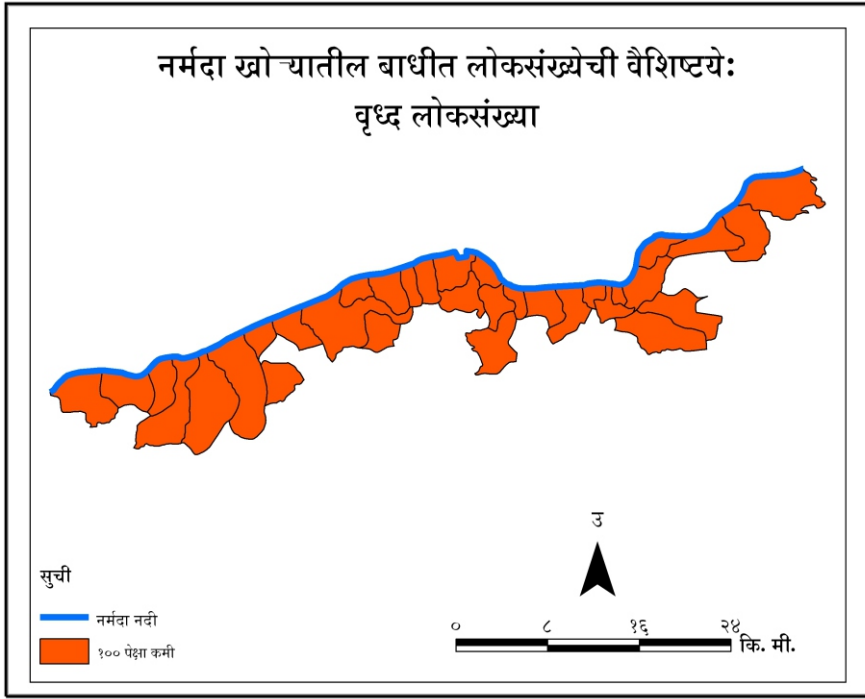 नर्मदा खोऱ्यातील बाधीत लोकसंख्येची वैशिष्टये:
वृध्द लोकसंख्या
उ
सुची
नर्मदा नदी
१०० पेक्षा कमी
० ८ १६ २४
कि. मी.